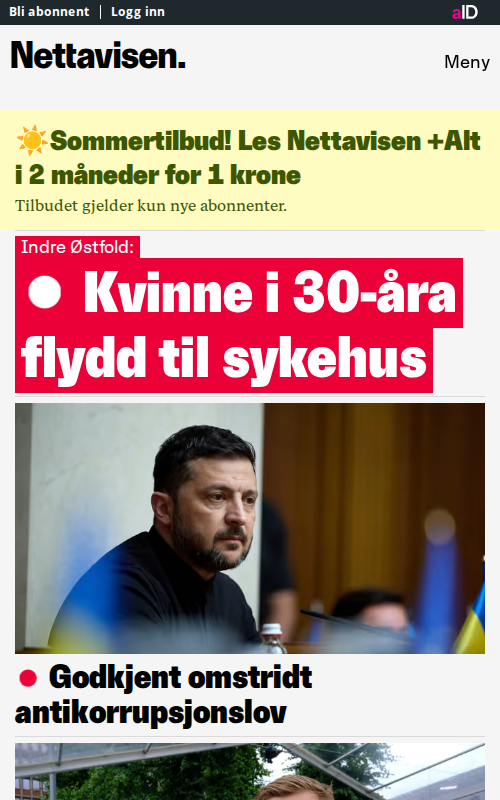 Bli abonnent | Logg inn
aID
Nettavisen.
Meny
☀️Sommertilbud! Les Nettavisen +Alt
i 2 måneder for 1 krone
Tilbudet gjelder kun nye abonnenter.
Indre Østfold:
Kvinne i 30-åra
flydd til sykehus
Godkjent omstridt
antikorrupsjonslov